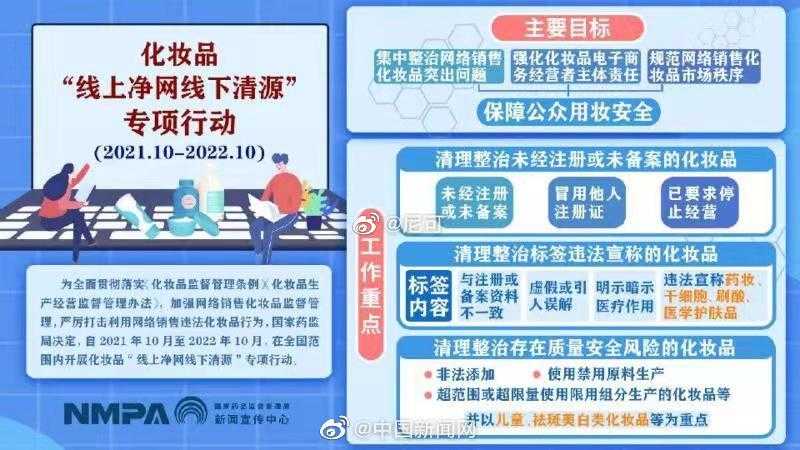 化妆品
“线上净网线下清源”
专项行动
(2021.10-2022.10)
为全面贯彻落实《化妆品监督管理条例》《化妆品生
产经营监督管理办法》，加强网络销售化妆品监督管
理，严厉打击利用网络销售违法化妆品行为，国家药监
局决定，自 2021 年 10 月至 2022 年 10 月，在全国范
围内开展化妆品“线上净网线下清源”专项行动。
NMPA
国家药品监督管理局
新闻宣传中心
主要目标
集中整治网络销售
化妆品突出问题
强化化妆品电子商
务经营者主体责任
规范网络销售化
妆品市场秩序
保障公众用妆安全
工作重点
清理整治未经注册或未备案的化妆品
未经注册
或未备案
冒用他人
注册证
已要求停
止经营
清理整治标签违法宣称的化妆品
标签
内容
与注册或
备案资料
不一致
虚假或引
人误解
明示暗示
医疗作用
违法宣称药妆、
干细胞、刷酸、
医学护肤品
清理整治存在质量安全风险的化妆品
非法添加
使用禁用原料生产
超范围或超限量使用限用组分生产的化妆品等
并以儿童、祛斑美白类化妆品等为重点
@中国新闻网